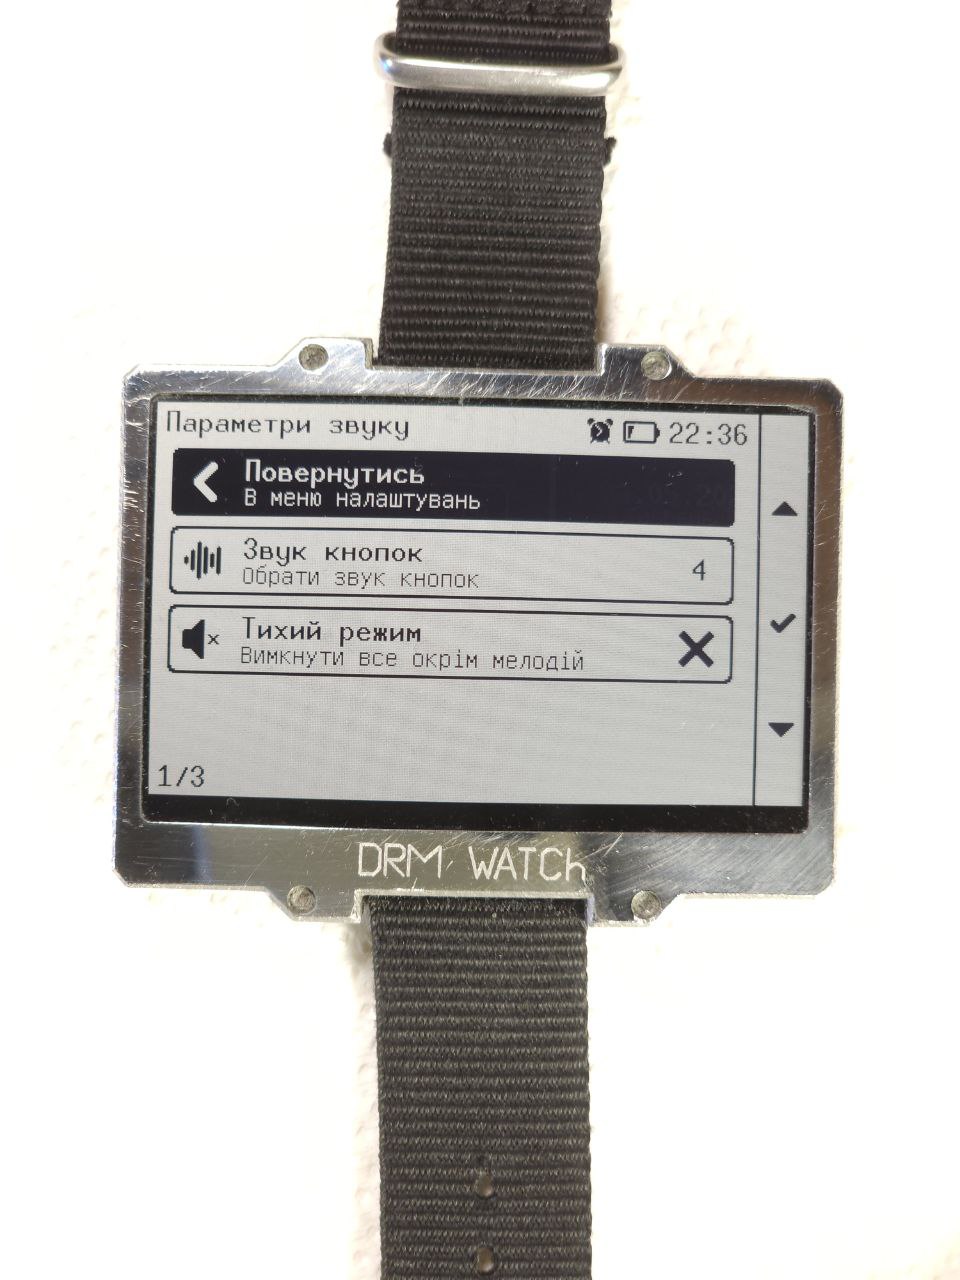 Параметри звуку
22:36
Повернутись
В меню налаштувань
Звук кнопок
Обрати звук кнопок
4
Тихий режим
Вимкнути все окрім мелодій
1/3
DRM WATCh